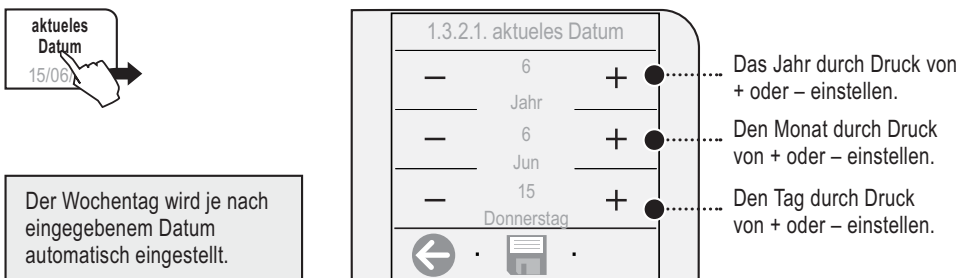 aktuelles
Datum
15/06/
Der Wochentag wird je nach
eingegebenem Datum
automatisch eingestellt.
1.3.2.1. aktuelles Datum
– 6 +
Jahr
– 6 +
Jun
– 15 +
Donnerstag
Das Jahr durch Druck von
+ oder – einstellen.
Den Monat durch Druck
von + oder – einstellen.
Den Tag durch Druck
von + oder – einstellen.